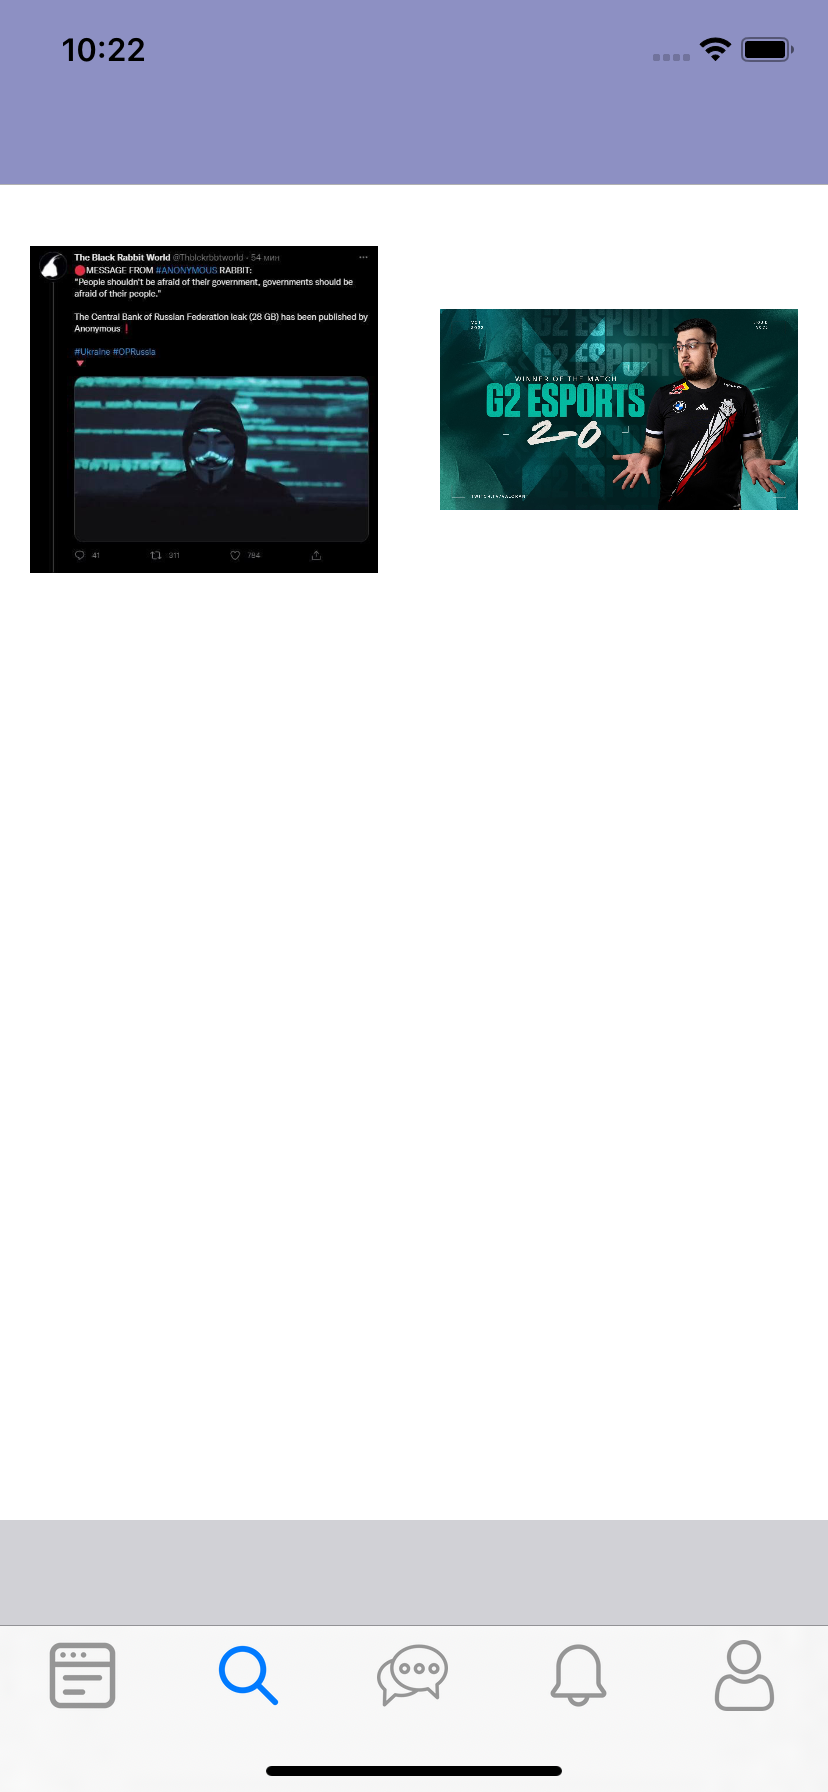 10:22
The Black Rabbit World @Thblckrbbtworld · 54 мин
MESSAGE FROM #ANONYMOUS RABBIT:
"People shouldn't be afraid of their government, governments should be
afraid of their people."
The Central Bank of Russian Federation leak (28 GB) has been published by
Anonymous❗
#Ukraine #OPRussia
41 311 784
G2 ESPORTS
G2 ESPORTS
WINNER OF THE MATCH
G2 ESPORTS
2-0